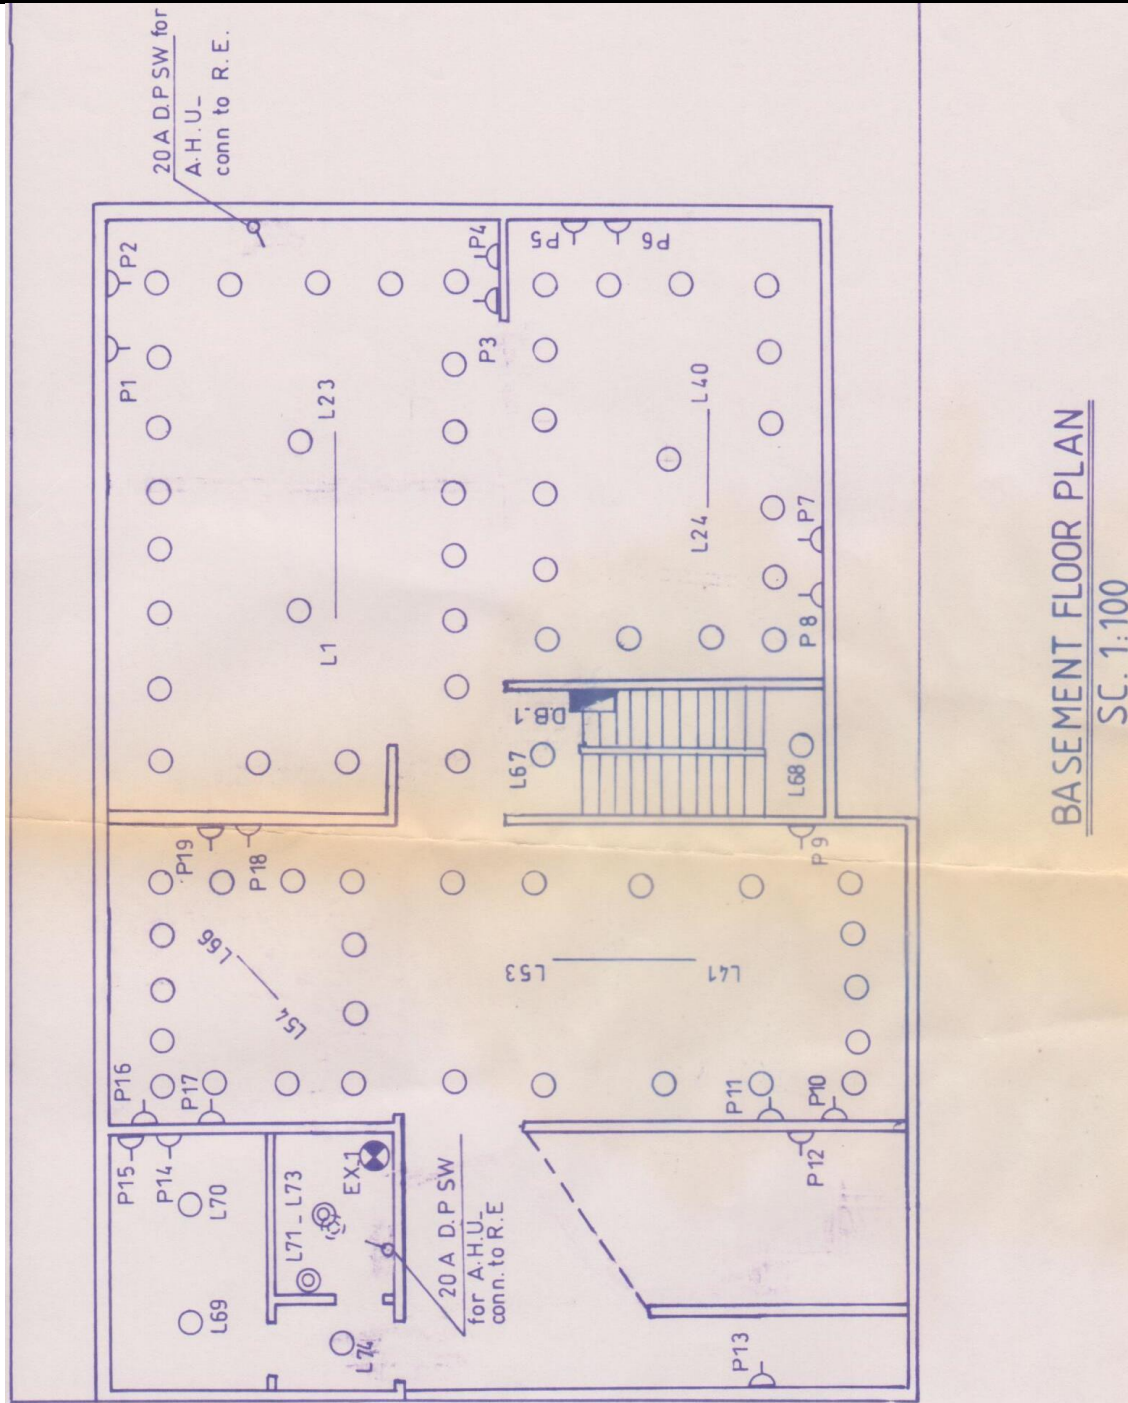 20 A D.P SW for
A.H.U_
conn to R.E.
P2
P1
P4
P3
P5
P6
L23
L1
L40
L24
P7
P8
D.B.1
L67
L68
P19
P18
P9
L66
L54
L53
L41
P16
P17
P11
P10
P15
P14
L70
L69
L71_L73
EX.1
L74
20 A D.P SW
for A.H.U_
conn. to R.E
P12
P13
BASEMENT FLOOR PLAN
SC. 1:100